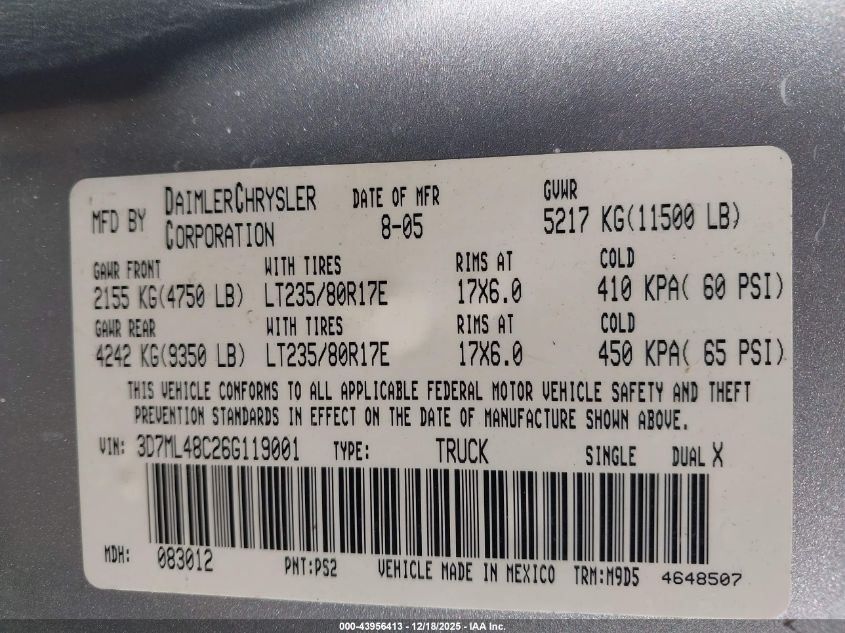 MFD BY DAIMLERCHRYSLER CORPORATION DATE OF MFR 8-05 GVWR 5217 KG(11500 LB)
GAWR FRONT WITH TIRES RIMS AT COLD
2155 KG(4750 LB) LT235/80R17E 17X6.0 410 KPA( 60 PSI)
GAWR REAR WITH TIRES RIMS AT COLD
4242 KG(9350 LB) LT235/80R17E 17X6.0 450 KPA( 65 PSI)
THIS VEHICLE CONFORMS TO ALL APPLICABLE FEDERAL MOTOR VEHICLE SAFETY AND THEFT
PREVENTION STANDARDS IN EFFECT ON THE DATE OF MANUFACTURE SHOWN ABOVE.
VIN: 3D7ML48C26G119001 TYPE: TRUCK SINGLE DUAL X
MDH: 083012 PNT:PS2 VEHICLE MADE IN MEXICO TRM:M9D5 4648507
000-43956413 - 12/18/2025 - IAA Inc.